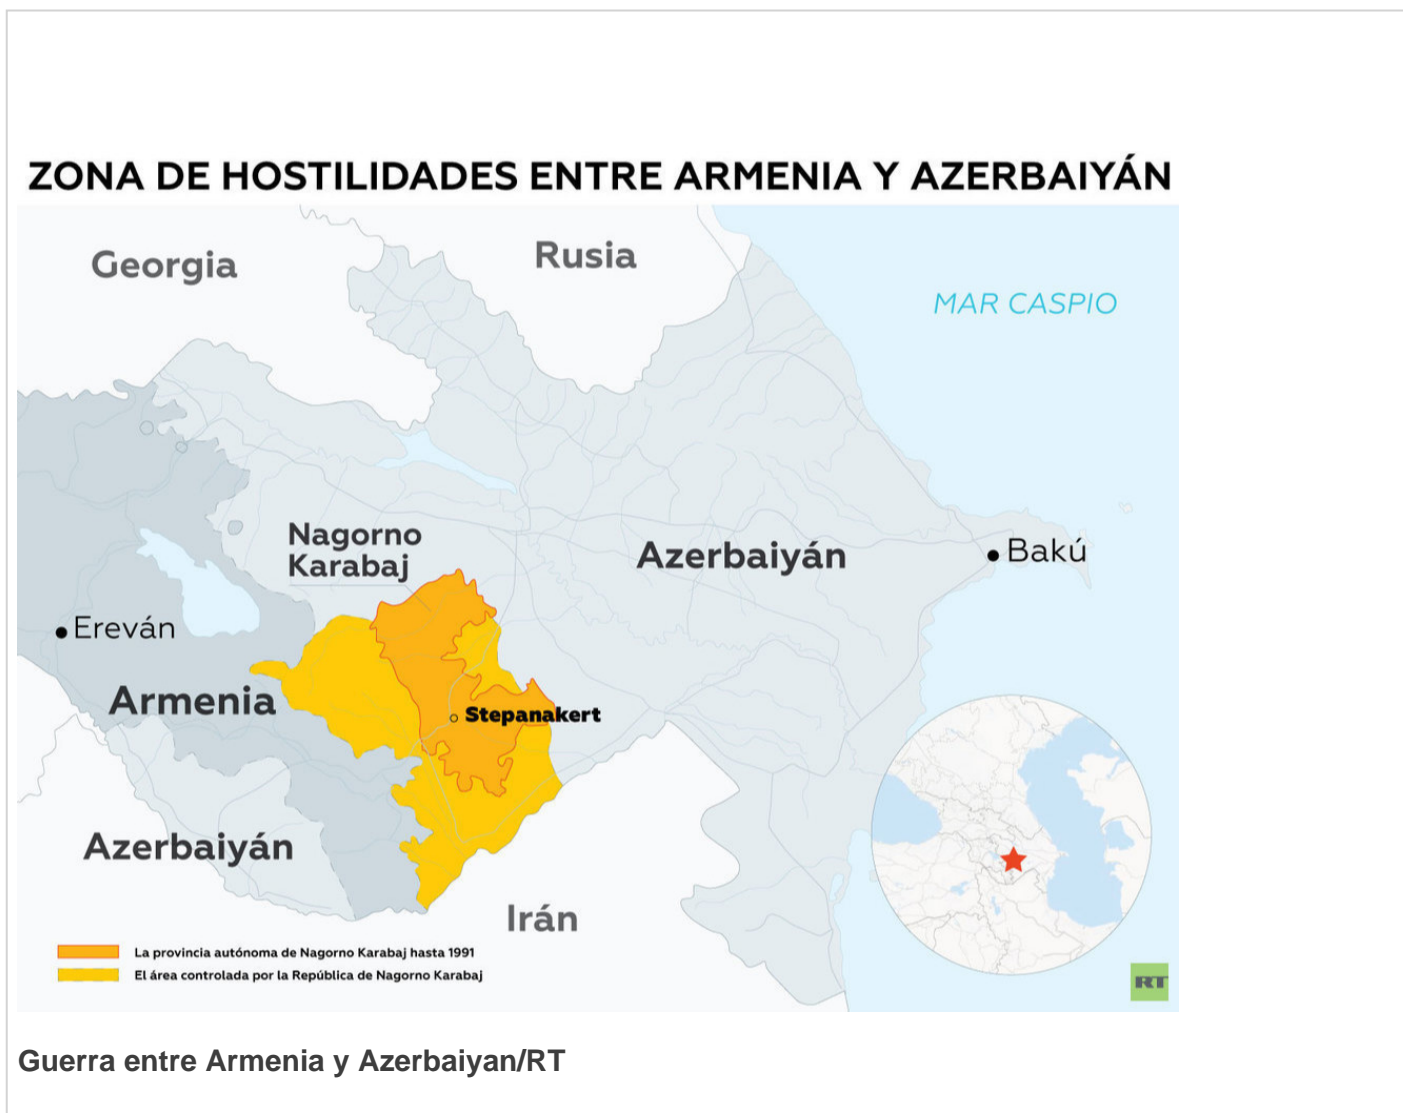 ZONA DE HOSTILIDADES ENTRE ARMENIA Y AZERBAIYÁN
Georgia
Rusia
MAR CASPIO
Nagorno
Karabaj
Azerbaiyán
Bakú
Ereván
Armenia
Stepanakert
Azerbaiyán
Irán
La provincia autónoma de Nagorno Karabaj hasta 1991
El área controlada por la República de Nagorno Karabaj
RT
Guerra entre Armenia y Azerbaiyan/RT